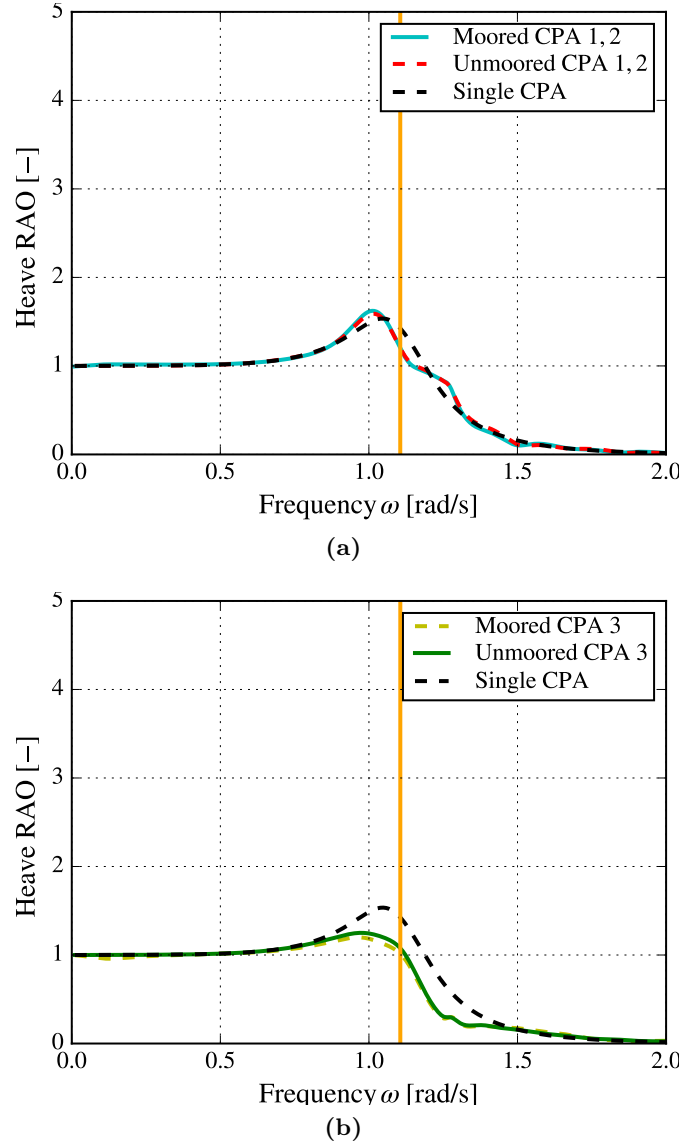 5
4
3
2
1
0
Heave RAO [−]
Moored CPA 1, 2
Unmoored CPA 1, 2
Single CPA
0.0 0.5 1.0 1.5 2.0
Frequency ω [rad/s]
(a)
5
4
3
2
1
0
Heave RAO [−]
Moored CPA 3
Unmoored CPA 3
Single CPA
0.0 0.5 1.0 1.5 2.0
Frequency ω [rad/s]
(b)